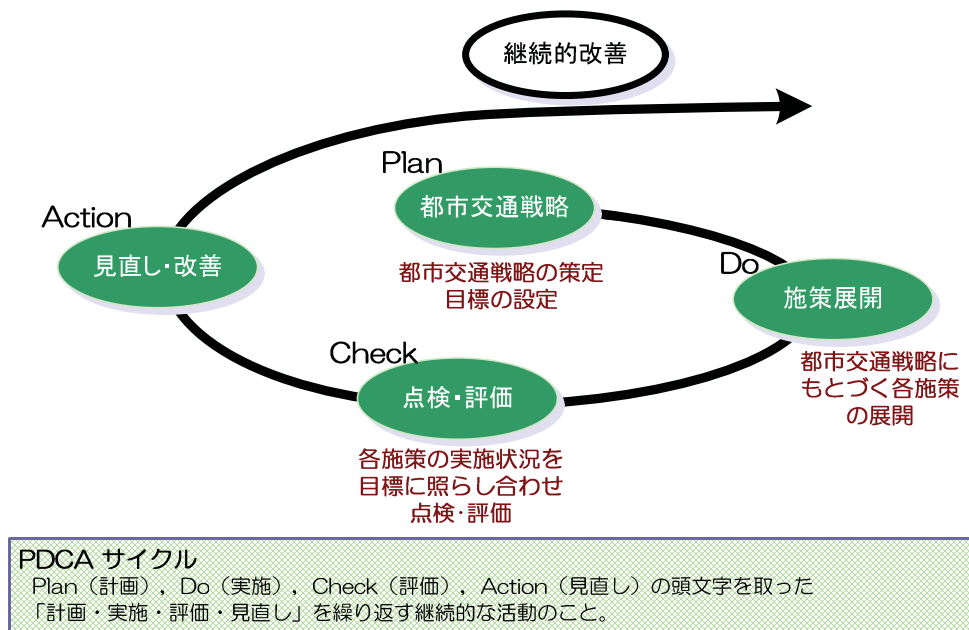 継続的改善
Plan
都市交通戦略
都市交通戦略の策定
目標の設定
Do
施策展開
都市交通戦略に
もとづく各施策
の展開
Check
点検・評価
各施策の実施状況を
目標に照らし合わせ
点検・評価
Action
見直し・改善
PDCA サイクル
Plan（計画），Do（実施），Check（評価），Action（見直し）の頭文字を取った
「計画・実施・評価・見直し」を繰り返す継続的な活動のこと。